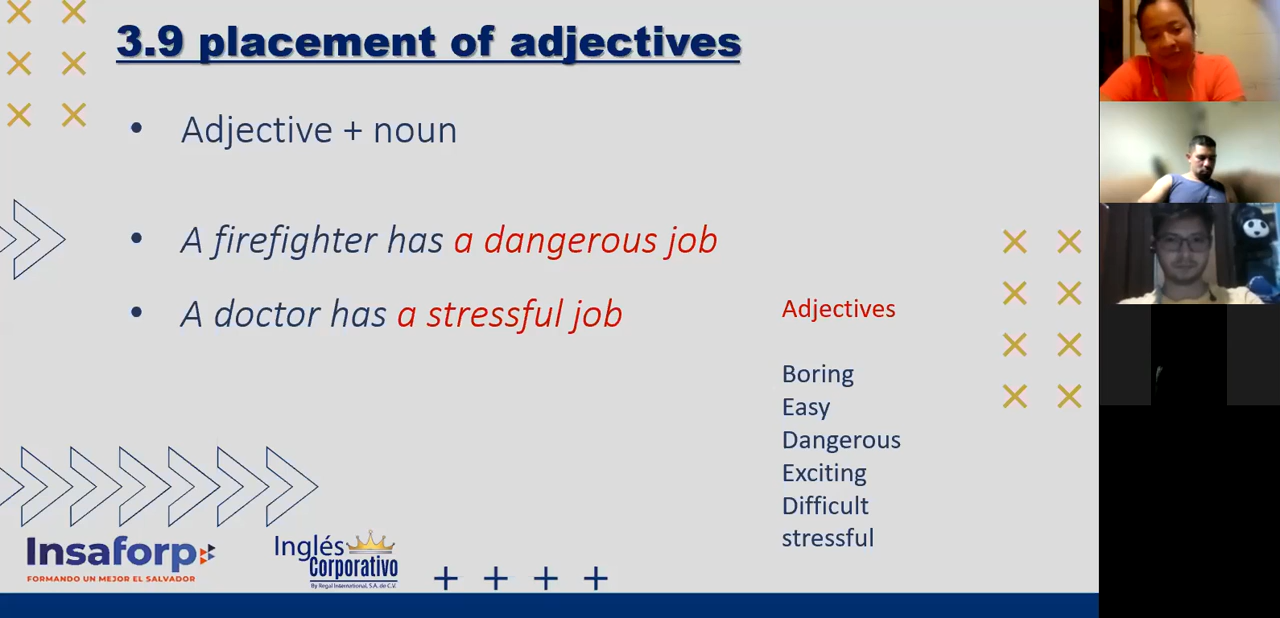 3.9 placement of adjectives
• Adjective + noun
• A firefighter has a dangerous job
• A doctor has a stressful job
Adjectives
Boring
Easy
Dangerous
Exciting
Difficult
stressful
Insaforp
FORMANDO UN MEJOR EL SALVADOR
Inglés
Corporativo
By Regal International, S.A. de C.V.